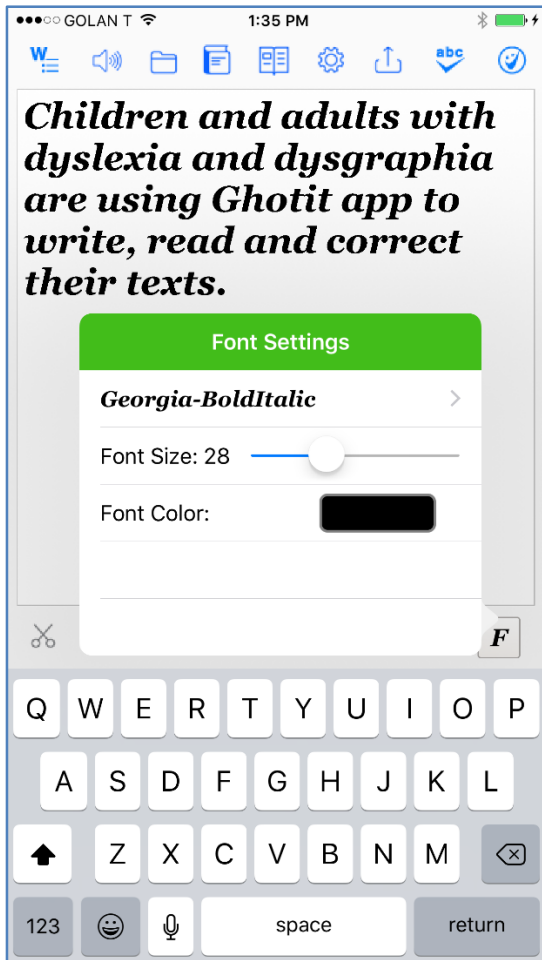 GOLAN T 1:35 PM
W abc
Children and adults with
dyslexia and dysgraphia
are using Ghotit app to
write, read and correct
their texts.
Font Settings
Georgia-BoldItalic
Font Size: 28
Font Color:
F
Q W E R T Y U I O P
A S D F G H J K L
Z X C V B N M
123 space return